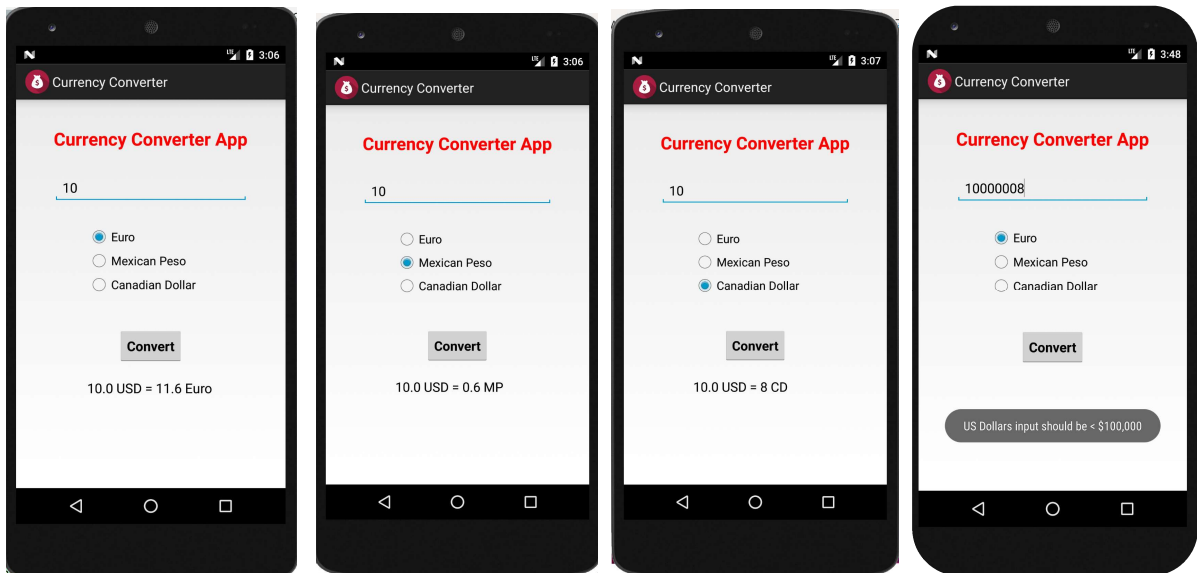 LTE 3:06
Currency Converter
Currency Converter App
10
Euro
Mexican Peso
Canadian Dollar
Convert
10.0 USD = 11.6 Euro
LTE 3:06
Currency Converter
Currency Converter App
10
Euro
Mexican Peso
Canadian Dollar
Convert
10.0 USD = 0.6 MP
LTE 3:07
Currency Converter
Currency Converter App
10
Euro
Mexican Peso
Canadian Dollar
Convert
10.0 USD = 8 CD
LTE 3:48
Currency Converter
Currency Converter App
10000008
Euro
Mexican Peso
Canadian Dollar
Convert
US Dollars input should be < $100,000